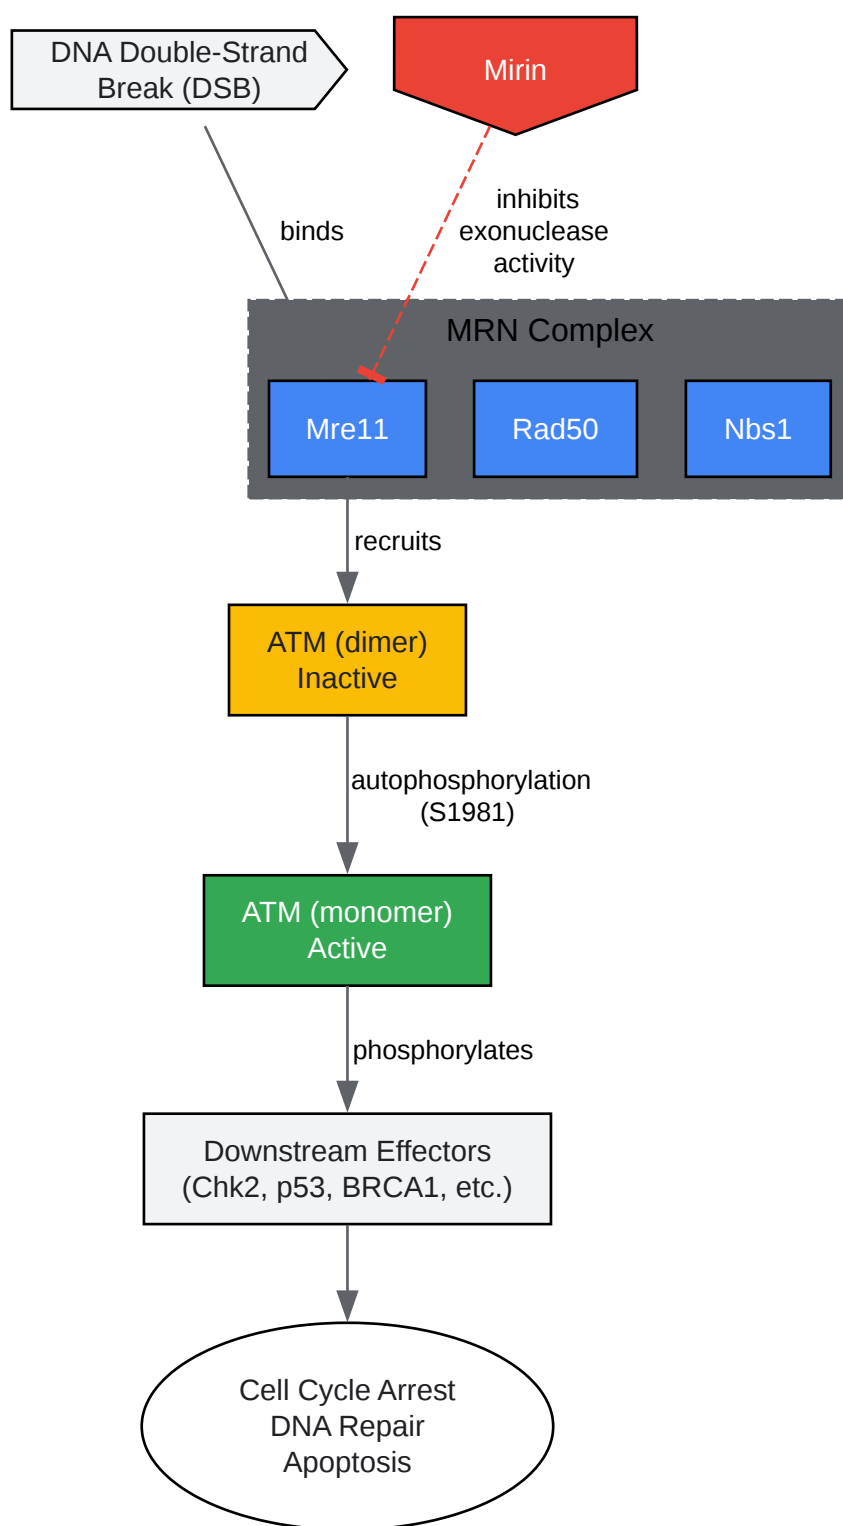 DNA Double-Strand
Break (DSB)
Mirin
binds
inhibits
exonuclease
activity
MRN Complex
Mre11
Rad50
Nbs1
recruits
ATM (dimer)
Inactive
autophosphorylation
(S1981)
ATM (monomer)
Active
phosphorylates
Downstream Effectors
(Chk2, p53, BRCA1, etc.)
Cell Cycle Arrest
DNA Repair
Apoptosis